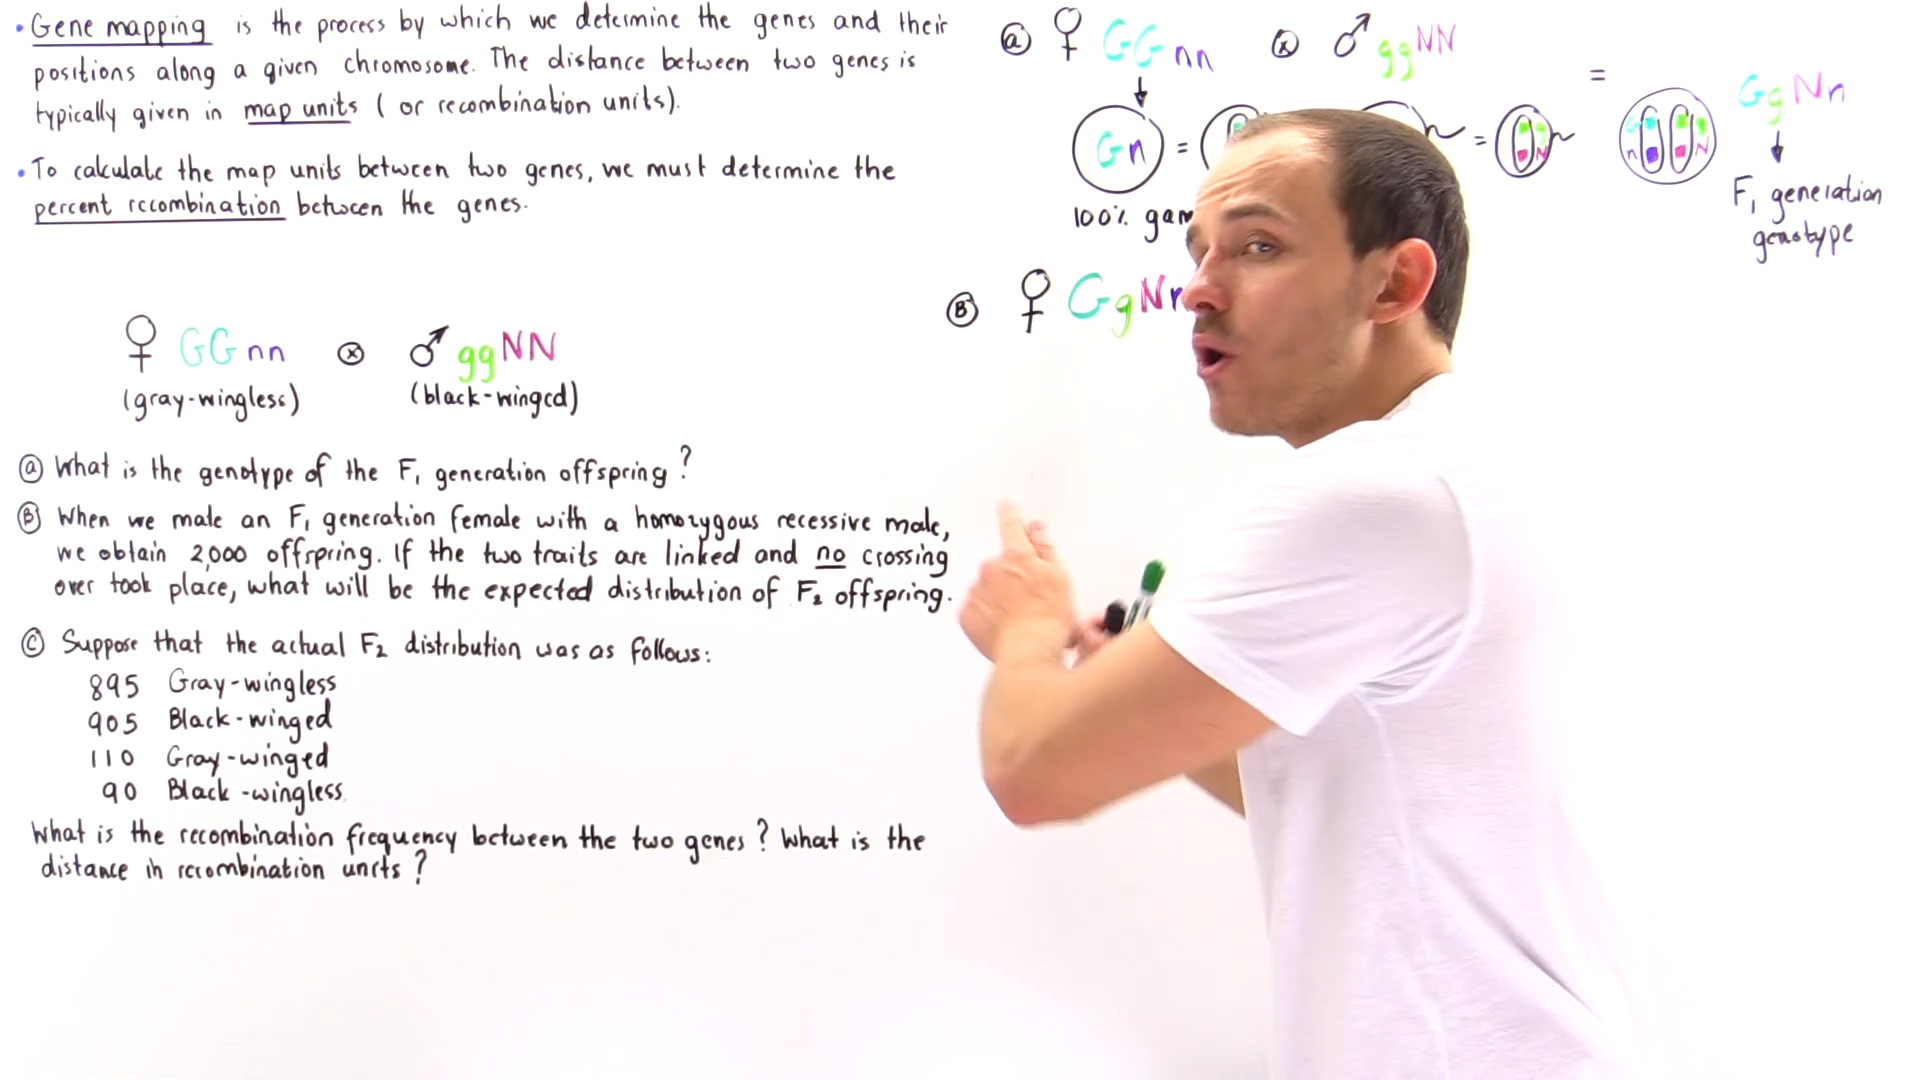 • Gene mapping is the process by which we determine the genes and their
positions along a given chromosome. The distance between two genes is
typically given in map units ( or recombination units).
• To calculate the map units between two genes, we must determine the
percent recombination between the genes.
♀ GGnn ⊗ ♂ ggNN
(gray-wingless) (black-winged)
ⓐ What is the genotype of the F₁ generation offspring?
Ⓑ When we mate an F₁ generation female with a homozygous recessive male,
we obtain 2,000 offspring. If the two traits are linked and no crossing
over took place, what will be the expected distribution of F₂ offspring.
Ⓒ Suppose that the actual F₂ distribution was as follows:
895 Gray-wingless
905 Black-winged
110 Gray-winged
90 Black-wingless
What is the recombination frequency between the two genes? What is the
distance in recombination units?
ⓐ ♀ GGnn ⊗ ♂ ggNN = GgNn
Gn = = g N G n g N
100%
F₁ generation
genotype
Ⓑ ♀ GgN